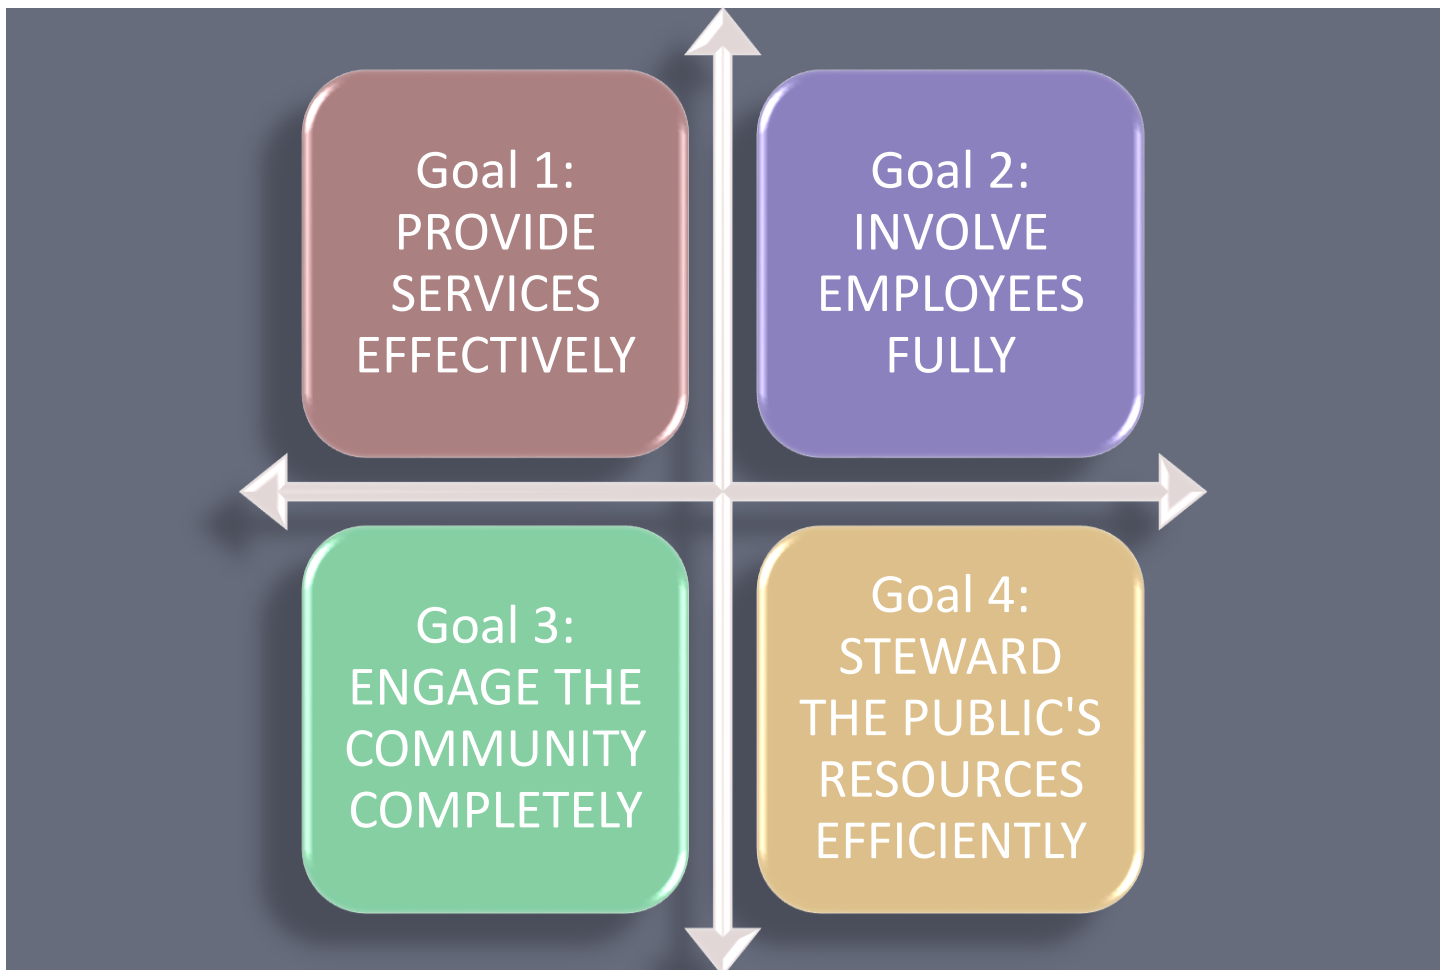 Goal 1:
PROVIDE
SERVICES
EFFECTIVELY
Goal 2:
INVOLVE
EMPLOYEES
FULLY
Goal 3:
ENGAGE THE
COMMUNITY
COMPLETELY
Goal 4:
STEWARD
THE PUBLIC'S
RESOURCES
EFFICIENTLY